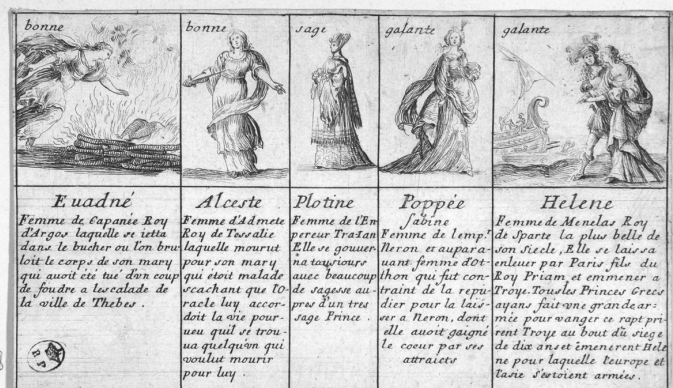 bonne
Euadné
Femme de Capanée Roy
d'Argos laquelle se ietta
dans le bucher ou l'on bru
loit le corps de son mary
qui auoit été tué d'un coup
de foudre a lescalade de
la ville de Thebes .
bonne
Alceste
Femme d'Admete
Roy de Tessalie
laquelle mourut
pour son mary
qui étoit malade
scachant que l'O-
racle luy accor-
doit la vie pour-
ueu quil se trou-
ua quelqu'vn qui
voulut mourir
pour luy .
sage
Plotine
Femme de l'Em
pereur Traian
Elle se gouuer
na tousiours
auec beaucoup
de sagesse au-
pres d'un tres
sage Prince .
galante
Poppée
sabine
Femme de lemp.r
Neron et aupara-
uant femme d'Ot-
thon qui fut con-
traint de la repu
dier pour la lais-
ser a Neron, dont
elle auoit gaigné
le coeur par ses
attraicts
galante
Helene
Femme de Menelas Roy
de Sparte la plus belle de
son Siecle, Elle se laissa
enleuer par Paris fils du
Roy Priam et emmener a
Troye. Tous les Princes Grecs
ayans fait vne grande ar-
mée pour vanger ce rapt pri-
rent Troye au bout du siege
de dix ans et emenerent Hele
ne pour laquelle leurope et
l'asie s'estoient armées .
BR